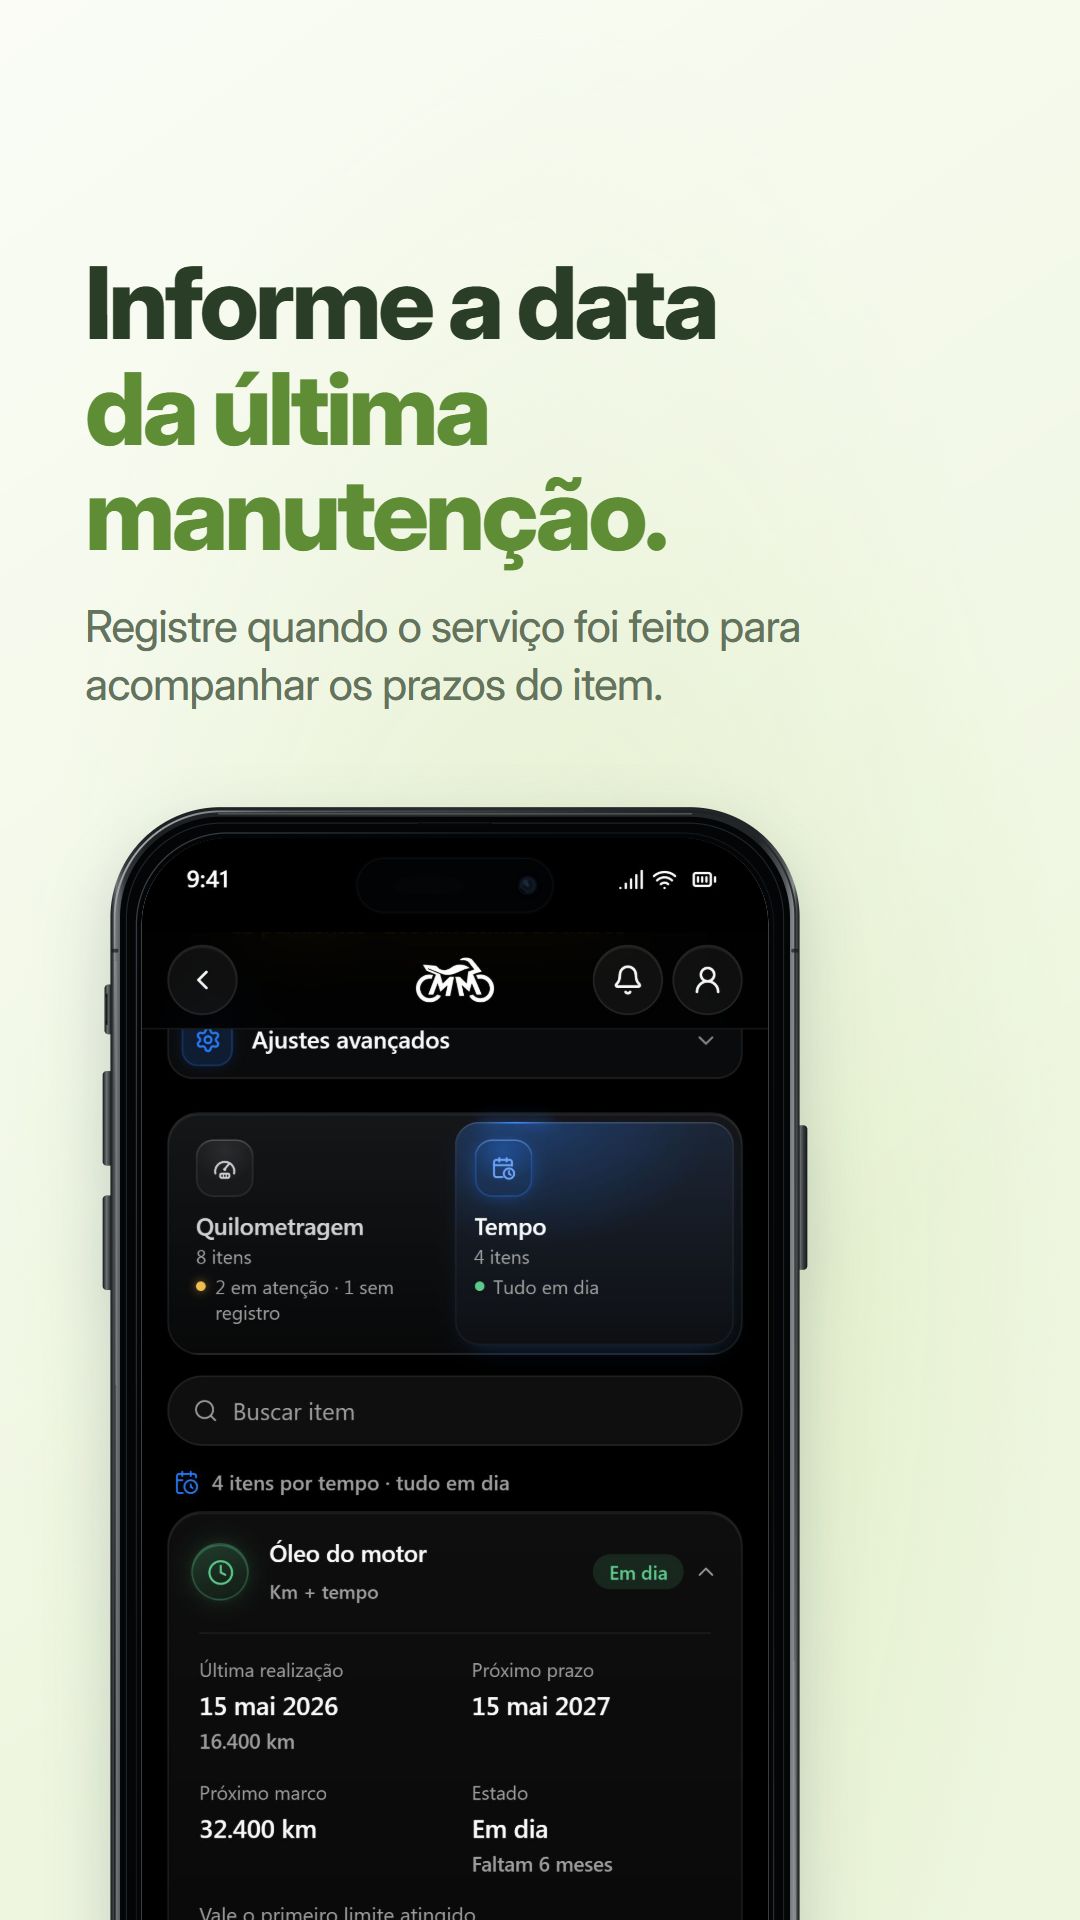 Informe a data
da última
manutenção.
Registre quando o serviço foi feito para
acompanhar os prazos do item.
9:41
MM
Ajustes avançados
Quilometragem
8 itens
2 em atenção · 1 sem
registro
Tempo
4 itens
Tudo em dia
Buscar item
4 itens por tempo · tudo em dia
Óleo do motor
Km + tempo
Em dia
Última realização
15 mai 2026
16.400 km
Próximo prazo
15 mai 2027
Próximo marco
32.400 km
Estado
Em dia
Faltam 6 meses
Vale o primeiro limite atingido